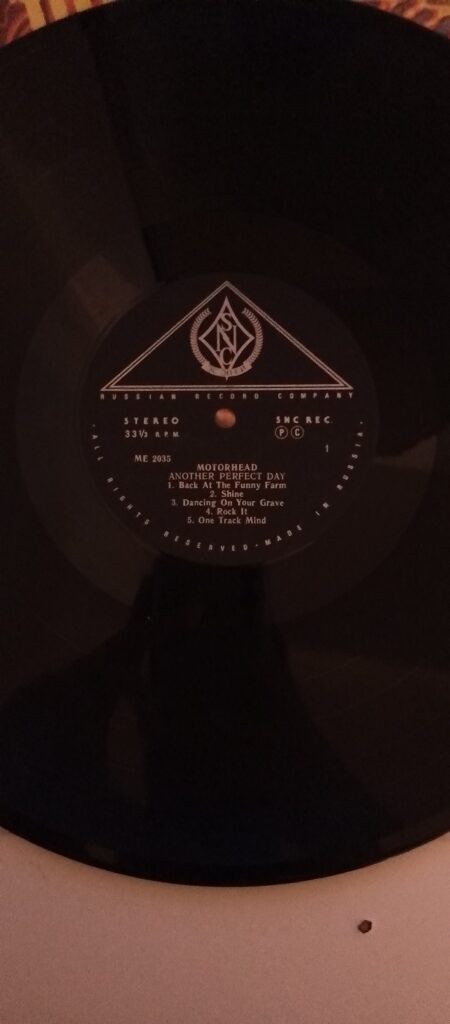 SNC
RUSSIAN RECORD COMPANY
STEREO
33⅓ R.P.M.
SNC REC.
Ⓟ Ⓒ
ME 2035
1
MOTORHEAD
ANOTHER PERFECT DAY
1. Back At The Funny Farm
2. Shine
3. Dancing On Your Grave
4. Rock It
5. One Track Mind
· ALL RIGHTS RESERVED · MADE IN RUSSIA ·